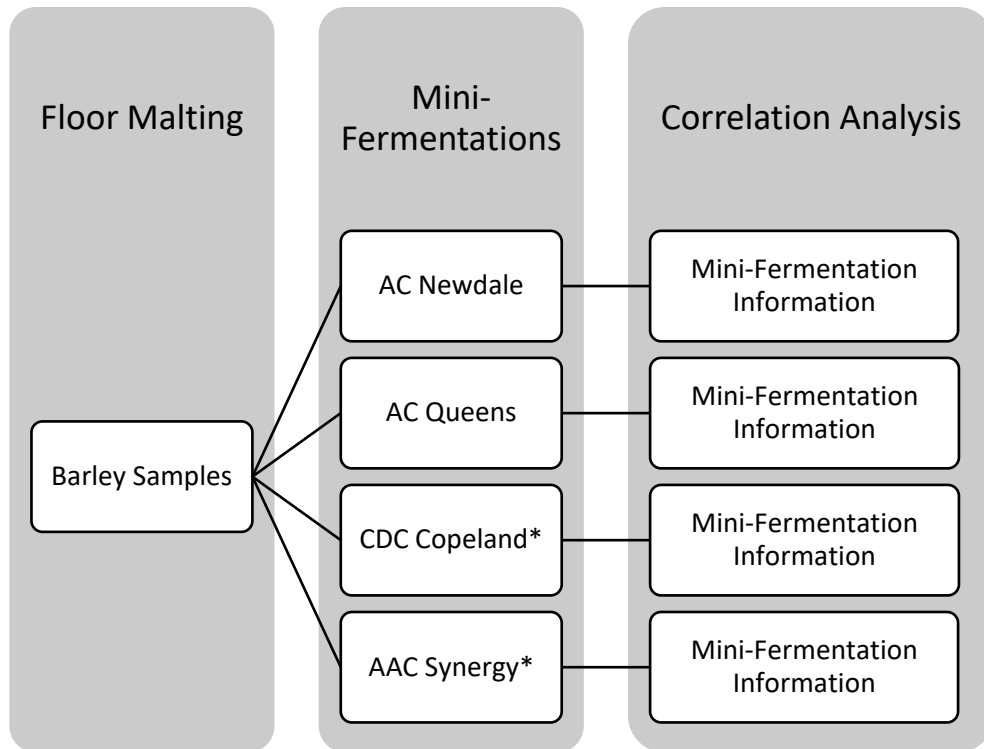 Floor Malting
Mini-
Fermentations
Correlation Analysis
Barley Samples
AC Newdale
Mini-Fermentation
Information
AC Queens
Mini-Fermentation
Information
CDC Copeland*
Mini-Fermentation
Information
AAC Synergy*
Mini-Fermentation
Information